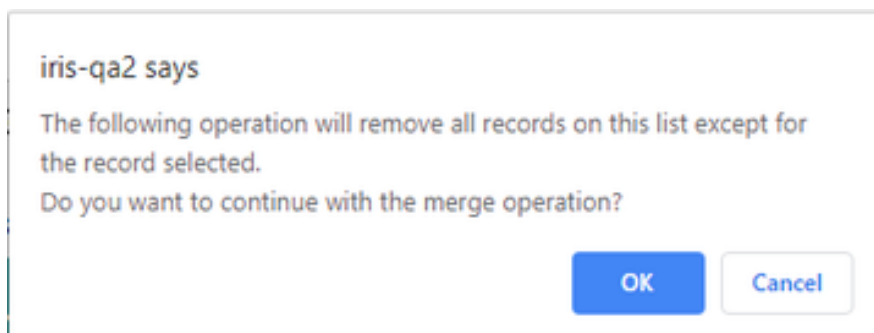 iris-qa2 says
The following operation will remove all records on this list except for
the record selected.
Do you want to continue with the merge operation?
OK
Cancel